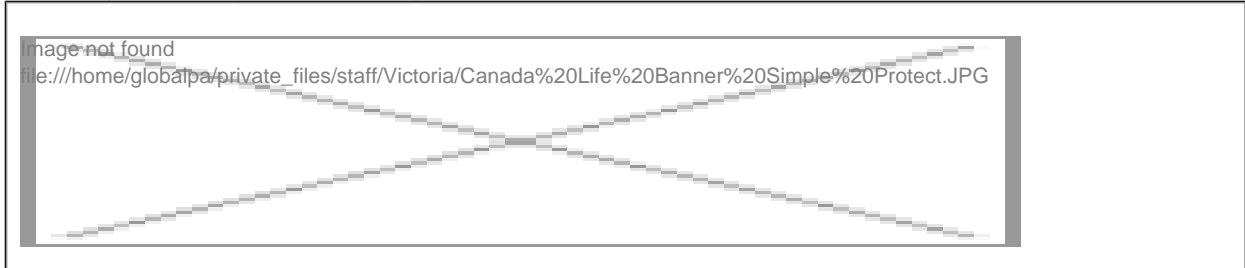 Image not found
file:///home/globalpa/private_files/staff/Victoria/Canada%20Life%20Banner%20Simple%20Protect.JPG